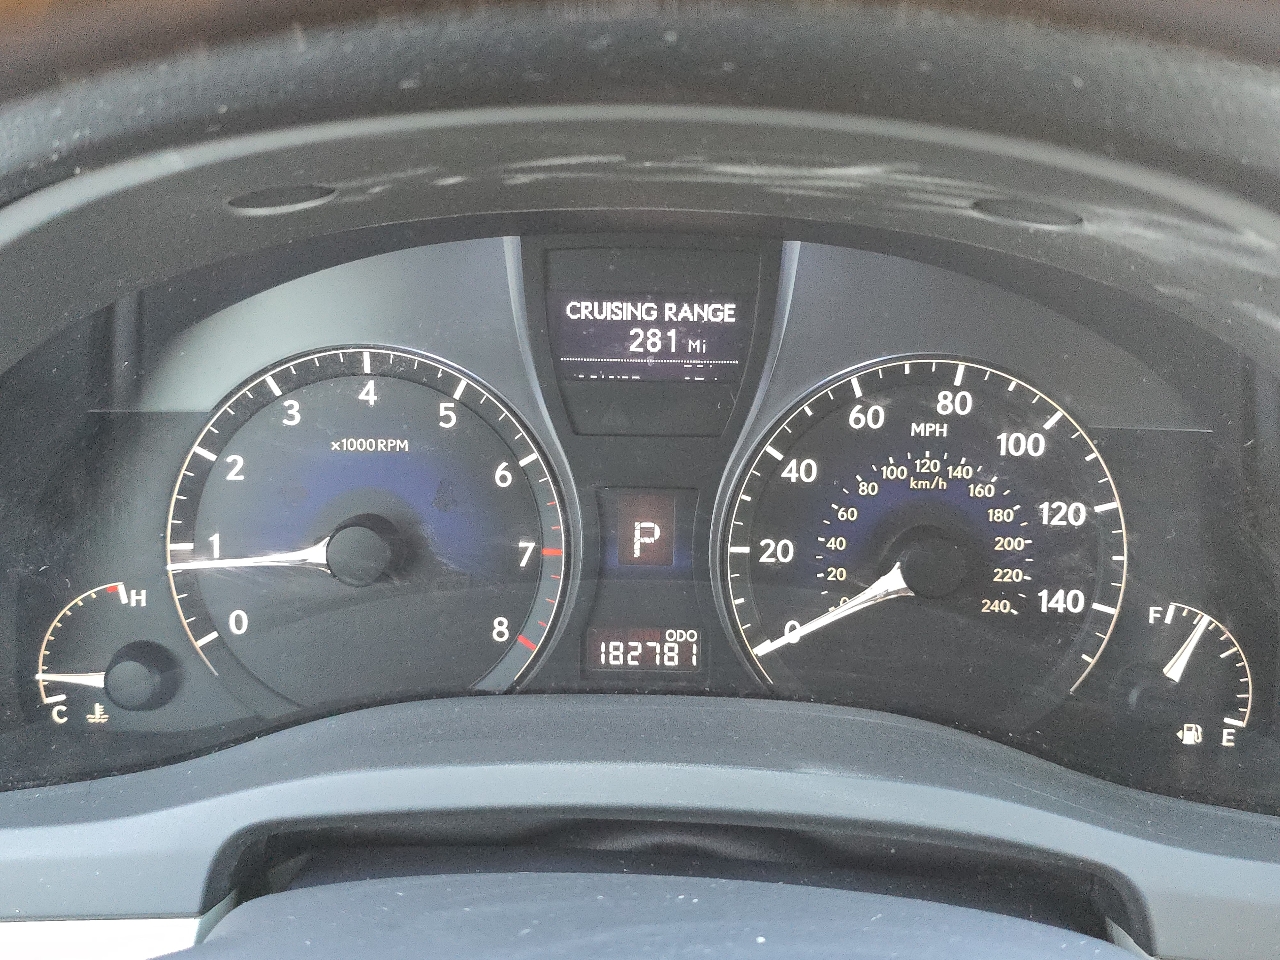 CRUISING RANGE
281 Mi
0 1 2 3 4 5 6 7 8
x1000RPM
H
C
P
ODO
182781
0 20 40 60 80 100 120 140
MPH
20 40 60 80 100 120 140 160 180 200 220 240
km/h
F
E